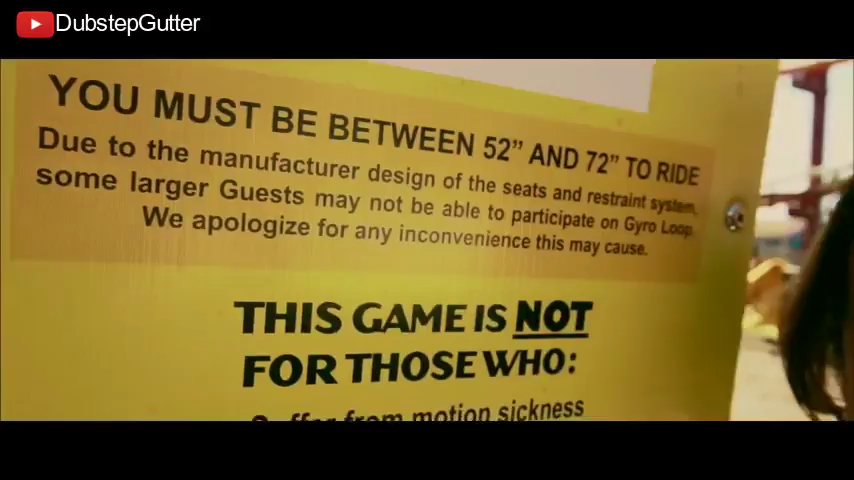 DubstepGutter
YOU MUST BE BETWEEN 52” AND 72” TO RIDE
Due to the manufacturer design of the seats and restraint system,
some larger Guests may not be able to participate on Gyro Loop.
We apologize for any inconvenience this may cause.
THIS GAME IS NOT
FOR THOSE WHO:
Suffer from motion sickness